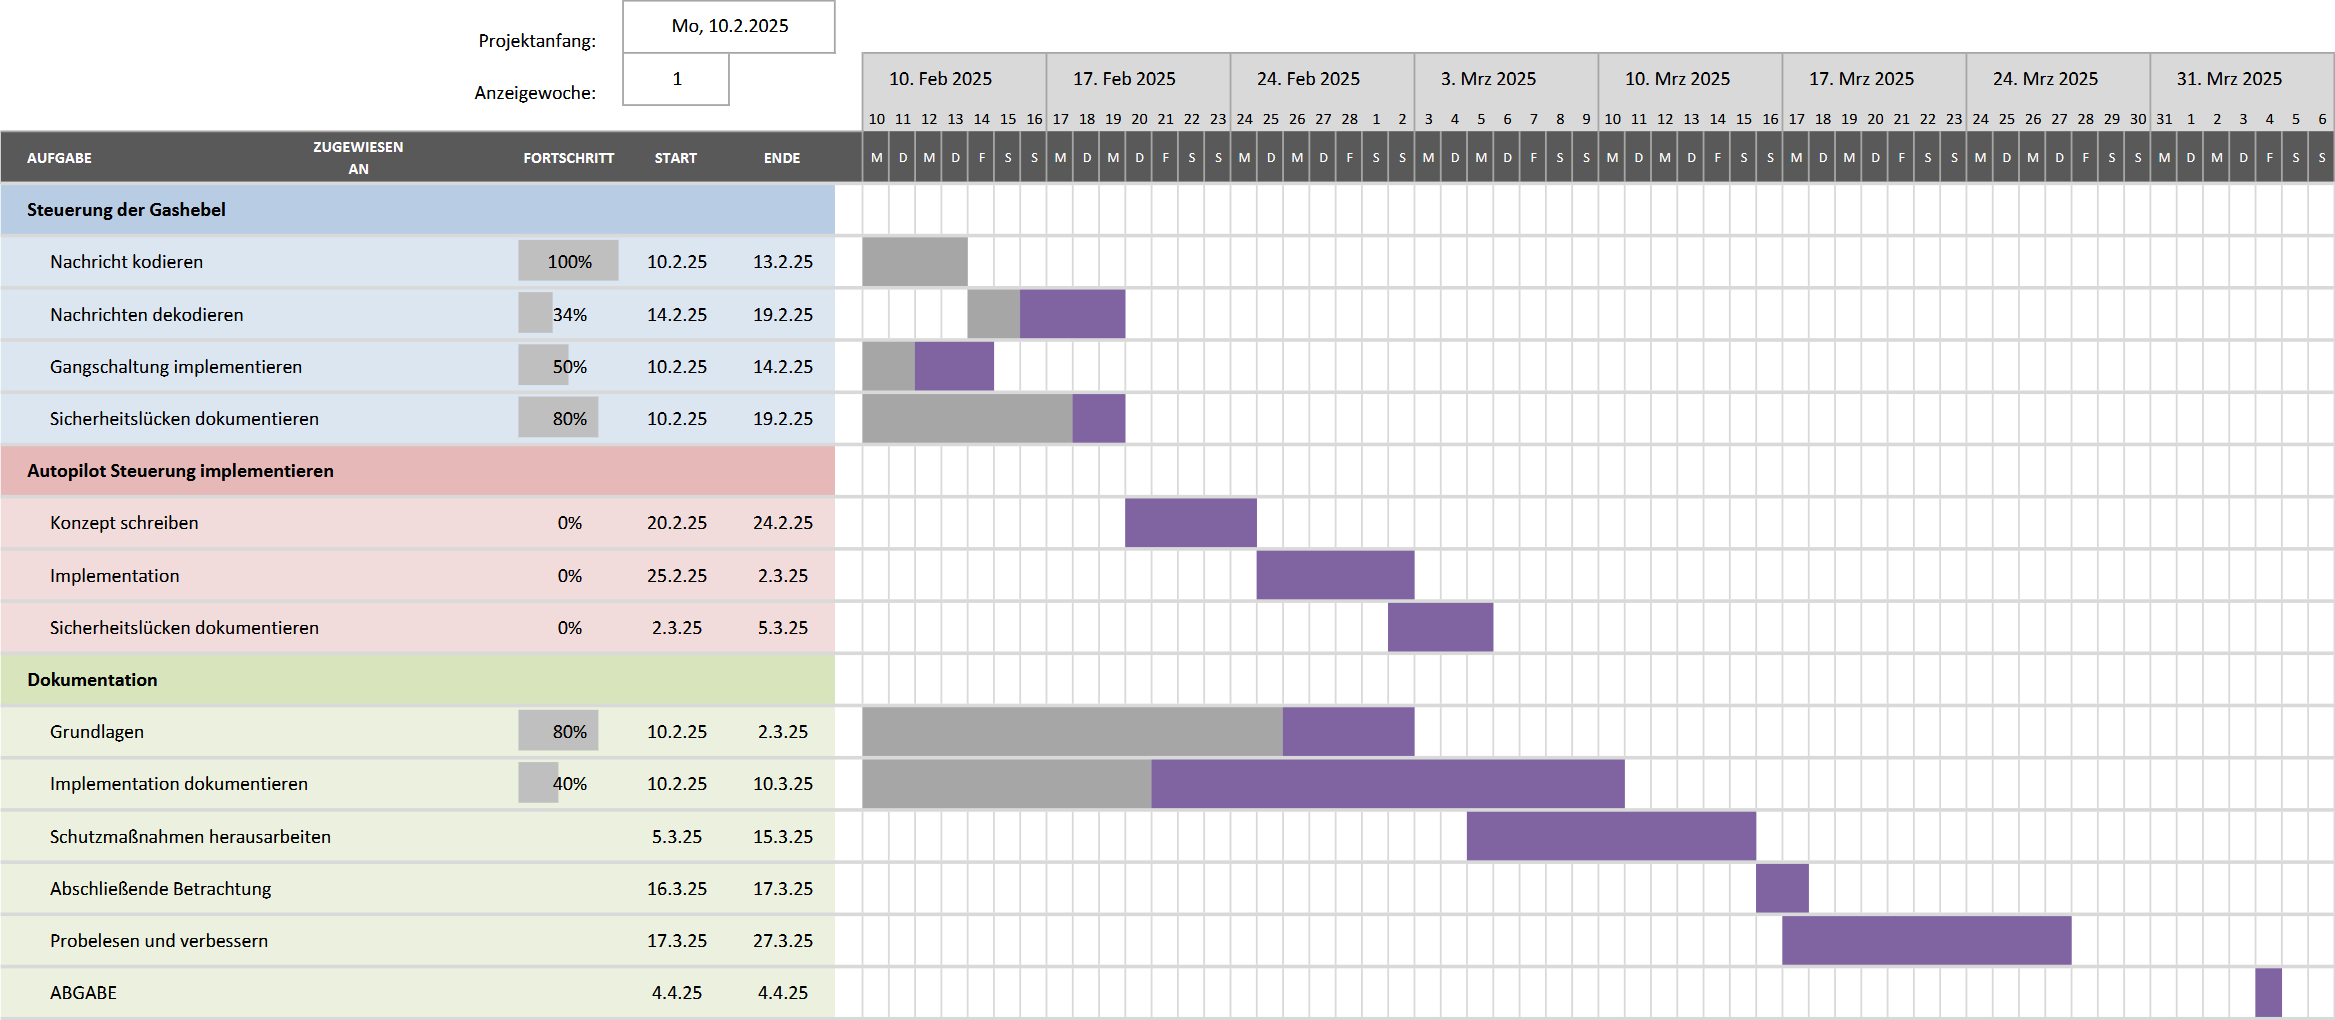 Projektanfang: Mo, 10.2.2025
Anzeigewoche: 1
10. Feb 2025 17. Feb 2025 24. Feb 2025 3. Mrz 2025 10. Mrz 2025 17. Mrz 2025 24. Mrz 2025 31. Mrz 2025
10 11 12 13 14 15 16 17 18 19 20 21 22 23 24 25 26 27 28 1 2 3 4 5 6 7 8 9 10 11 12 13 14 15 16 17 18 19 20 21 22 23 24 25 26 27 28 29 30 31 1 2 3 4 5 6
AUFGABE ZUGEWIESEN AN FORTSCHRITT START ENDE M D M D F S S M D M D F S S M D M D F S S M D M D F S S M D M D F S S M D M D F S S M D M D F S S M D M D F S S
Steuerung der Gashebel
Nachricht kodieren 100% 10.2.25 13.2.25
Nachrichten dekodieren 34% 14.2.25 19.2.25
Gangschaltung implementieren 50% 10.2.25 14.2.25
Sicherheitslücken dokumentieren 80% 10.2.25 19.2.25
Autopilot Steuerung implementieren
Konzept schreiben 0% 20.2.25 24.2.25
Implementation 0% 25.2.25 2.3.25
Sicherheitslücken dokumentieren 0% 2.3.25 5.3.25
Dokumentation
Grundlagen 80% 10.2.25 2.3.25
Implementation dokumentieren 40% 10.2.25 10.3.25
Schutzmaßnahmen herausarbeiten 5.3.25 15.3.25
Abschließende Betrachtung 16.3.25 17.3.25
Probelesen und verbessern 17.3.25 27.3.25
ABGABE 4.4.25 4.4.25